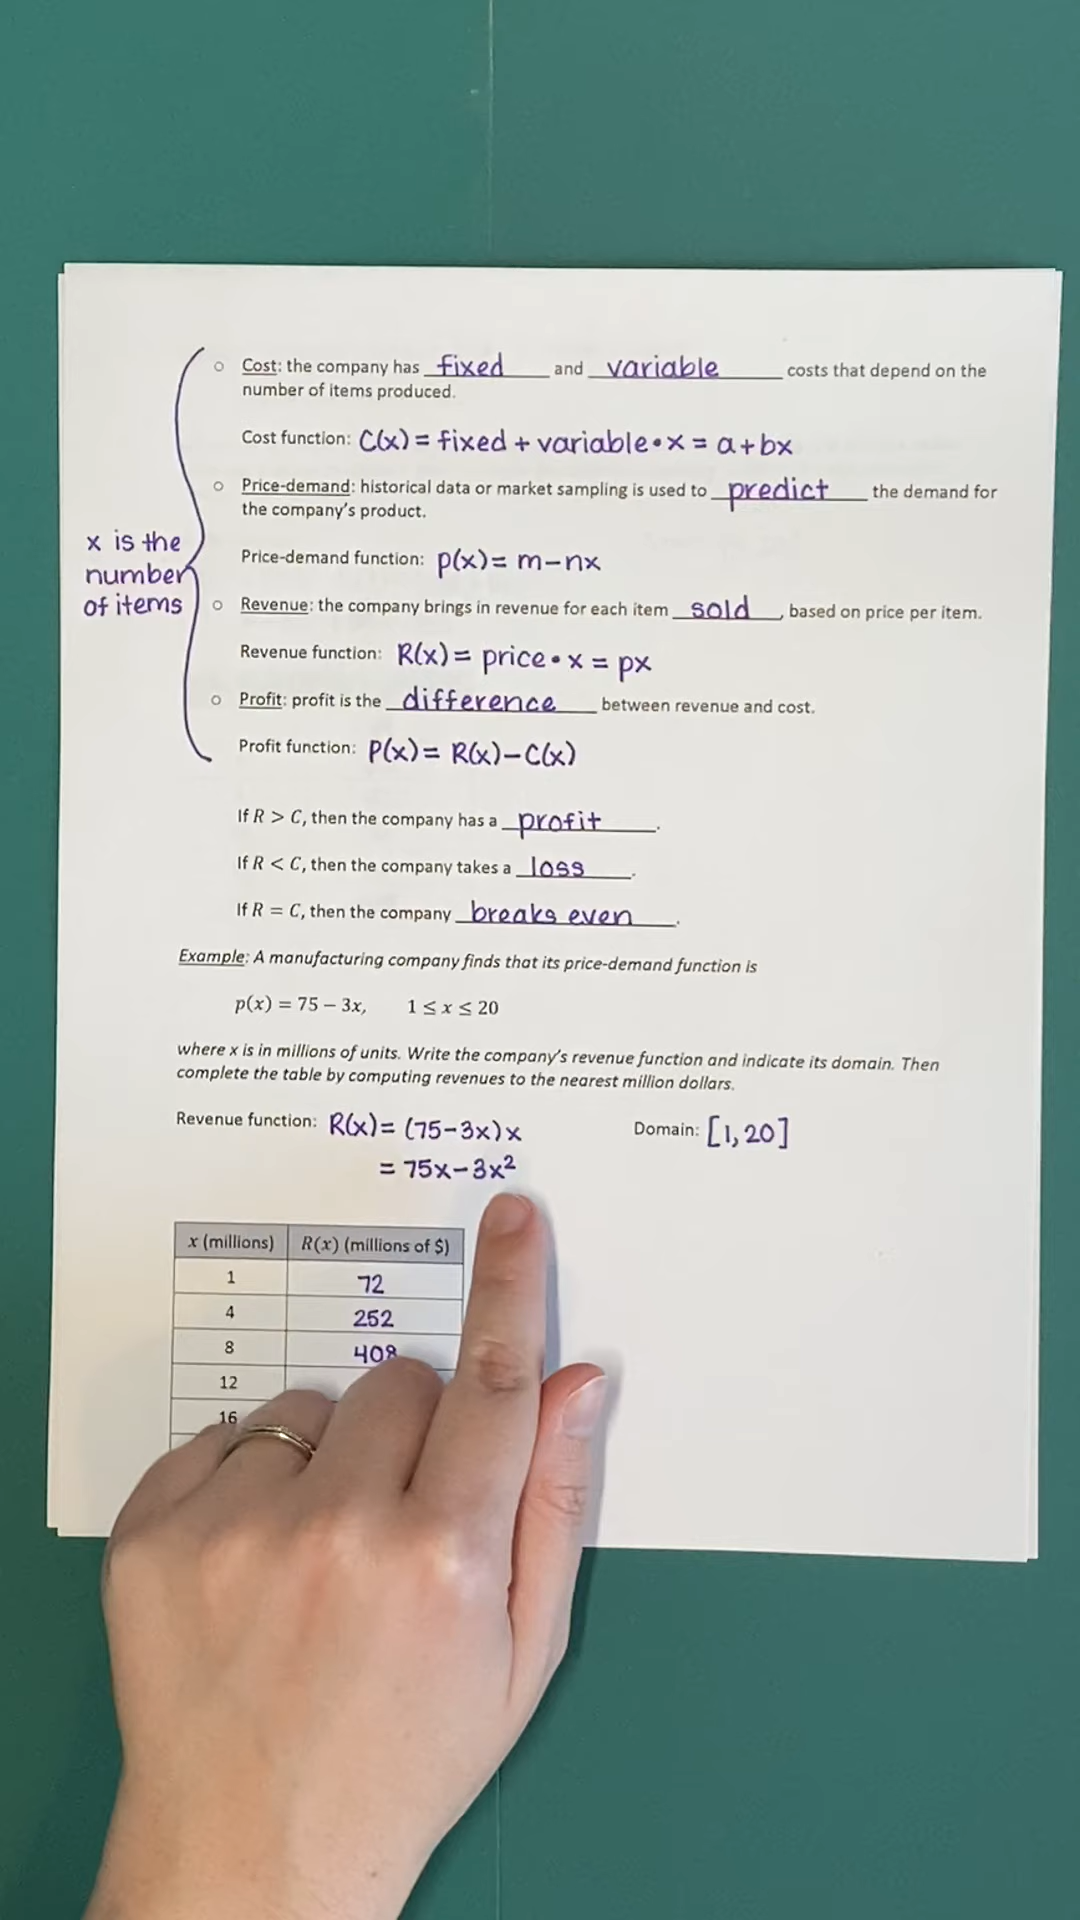 ○ Cost: the company has fixed and variable costs that depend on the
number of items produced.
Cost function: C(x) = fixed + variable • x = a + bx
○ Price-demand: historical data or market sampling is used to predict the demand for
the company's product.
Price-demand function: p(x) = m − nx
x is the
number
of items
○ Revenue: the company brings in revenue for each item sold, based on price per item.
Revenue function: R(x) = price • x = px
○ Profit: profit is the difference between revenue and cost.
Profit function: P(x) = R(x) − C(x)
If R > C, then the company has a profit.
If R < C, then the company takes a loss.
If R = C, then the company breaks even.
Example: A manufacturing company finds that its price-demand function is
p(x) = 75 − 3x, 1 ≤ x ≤ 20
where x is in millions of units. Write the company's revenue function and indicate its domain. Then
complete the table by computing revenues to the nearest million dollars.
Revenue function: R(x) = (75−3x)x Domain: [1,20]
= 75x − 3x²
x (millions) R(x) (millions of $)
1 72
4 252
8 408
12
16